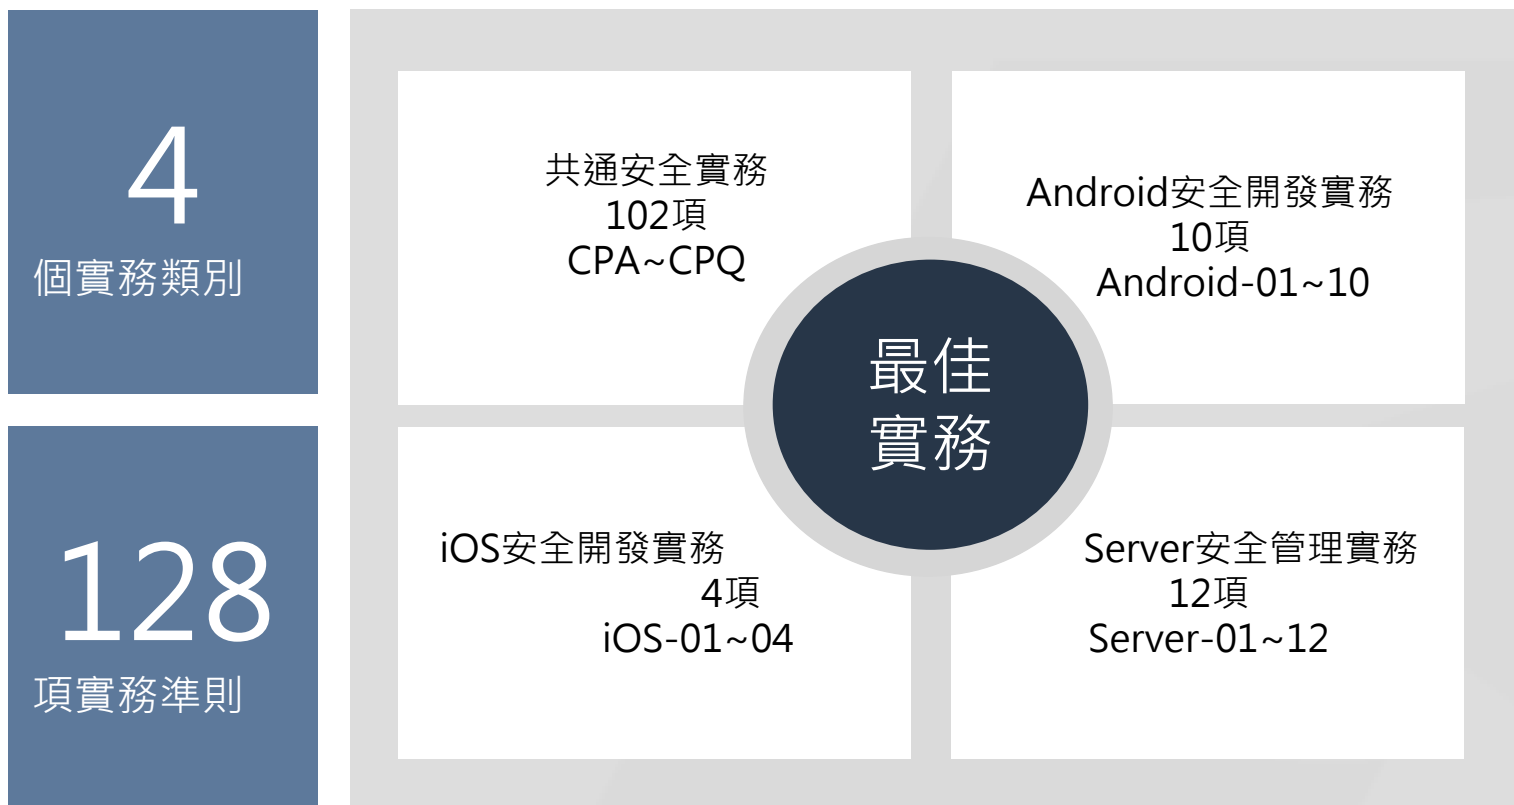 4
個實務類別
128
項實務準則
共通安全實務
102項
CPA~CPQ
Android安全開發實務
10項
Android-01~10
最佳
實務
iOS安全開發實務
4項
iOS-01~04
Server安全管理實務
12項
Server-01~12